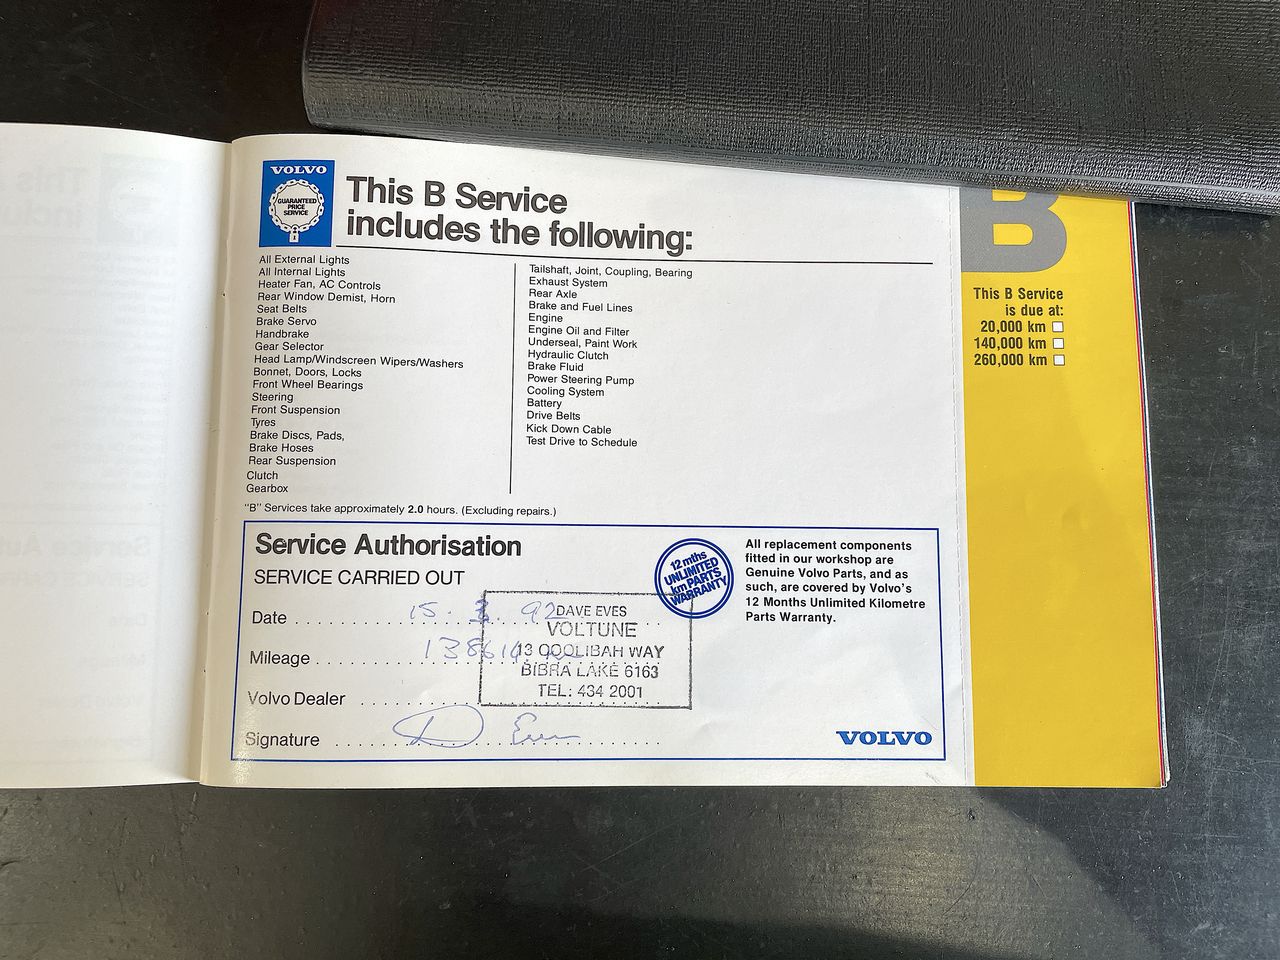 VOLVO
GUARANTEED
PRICE
SERVICE
This B Service
includes the following:
All External Lights
All Internal Lights
Heater Fan, AC Controls
Rear Window Demist, Horn
Seat Belts
Brake Servo
Handbrake
Gear Selector
Head Lamp/Windscreen Wipers/Washers
Bonnet, Doors, Locks
Front Wheel Bearings
Steering
Front Suspension
Tyres
Brake Discs, Pads,
Brake Hoses
Rear Suspension
Clutch
Gearbox
Tailshaft, Joint, Coupling, Bearing
Exhaust System
Rear Axle
Brake and Fuel Lines
Engine
Engine Oil and Filter
Underseal, Paint Work
Hydraulic Clutch
Brake Fluid
Power Steering Pump
Cooling System
Battery
Drive Belts
Kick Down Cable
Test Drive to Schedule
"B" Services take approximately 2.0 hours. (Excluding repairs.)
Service Authorisation
SERVICE CARRIED OUT
Date 15. 92
Mileage
Volvo Dealer
Signature
DAVE EVES
VOLTUNE
13 COOLIBAH WAY
BIBRA LAKE 6163
TEL: 434 2001
12 mths
UNLIMITED
km PARTS
WARRANTY
All replacement components
fitted in our workshop are
Genuine Volvo Parts, and as
such, are covered by Volvo's
12 Months Unlimited Kilometre
Parts Warranty.
VOLVO
B
This B Service
is due at:
20,000 km
140,000 km
260,000 km